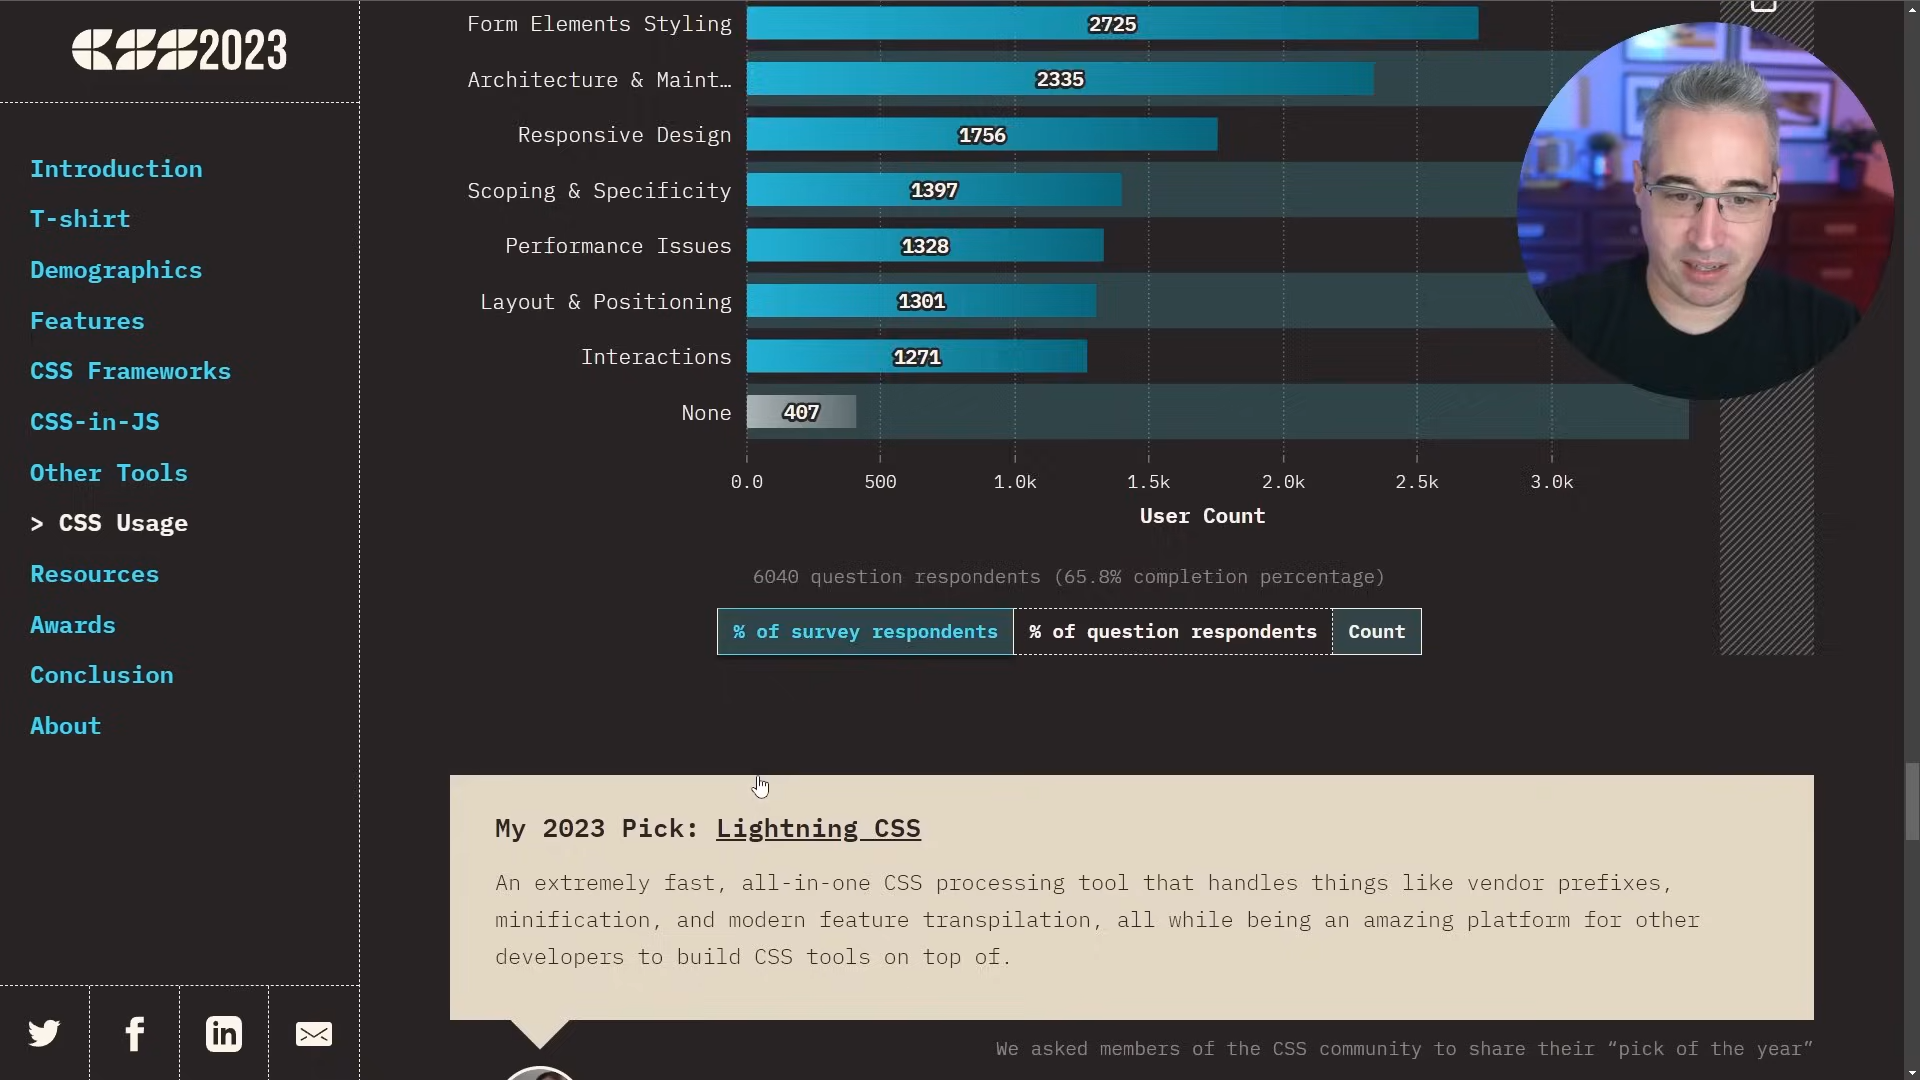 CSS2023
Introduction
T-shirt
Demographics
Features
CSS Frameworks
CSS-in-JS
Other Tools
> CSS Usage
Resources
Awards
Conclusion
About
Form Elements Styling 2725
Architecture & Maint… 2335
Responsive Design 1756
Scoping & Specificity 1397
Performance Issues 1328
Layout & Positioning 1301
Interactions 1271
None 407
0.0 500 1.0k 1.5k 2.0k 2.5k 3.0k
User Count
6040 question respondents (65.8% completion percentage)
% of survey respondents % of question respondents Count
My 2023 Pick: Lightning CSS
An extremely fast, all-in-one CSS processing tool that handles things like vendor prefixes,
minification, and modern feature transpilation, all while being an amazing platform for other
developers to build CSS tools on top of.
We asked members of the CSS community to share their “pick of the year”